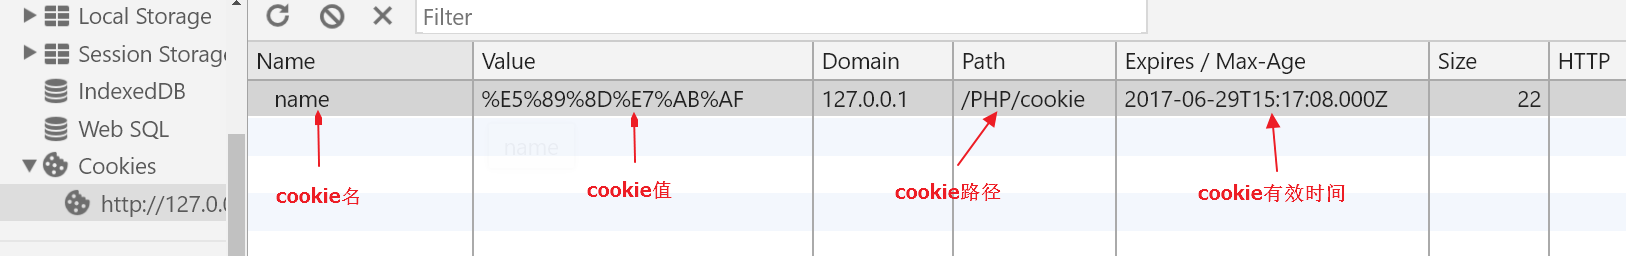 Local Storage
Session Storag
IndexedDB
Web SQL
Cookies
http://127.0.0
Filter
Name Value Domain Path Expires / Max-Age Size HTTP
name %E5%89%8D%E7%AB%AF 127.0.0.1 /PHP/cookie 2017-06-29T15:17:08.000Z 22
name
cookie名 cookie值 cookie路径 cookie有效时间